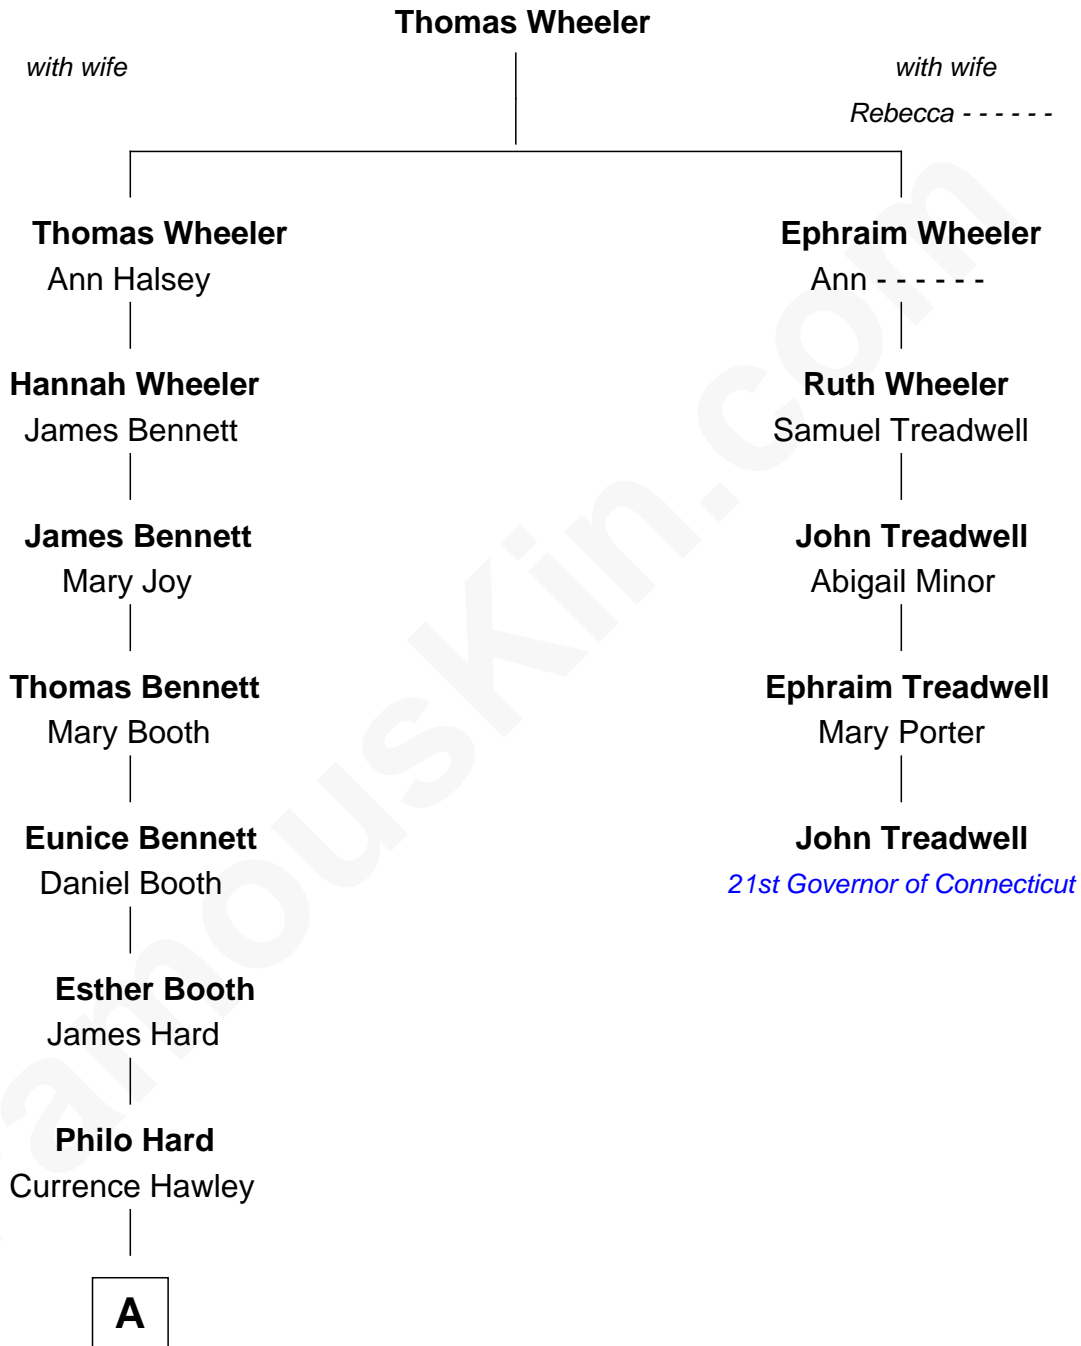 Thomas Wheeler
with wife
with wife
Rebecca - - - - - -
Thomas Wheeler
Ann Halsey
Ephraim Wheeler
Ann - - - - - -
Hannah Wheeler
James Bennett
Ruth Wheeler
Samuel Treadwell
James Bennett
Mary Joy
John Treadwell
Abigail Minor
Thomas Bennett
Mary Booth
Ephraim Treadwell
Mary Porter
Eunice Bennett
Daniel Booth
John Treadwell
21st Governor of Connecticut
Esther Booth
James Hard
Philo Hard
Currence Hawley
A
amouskin.com